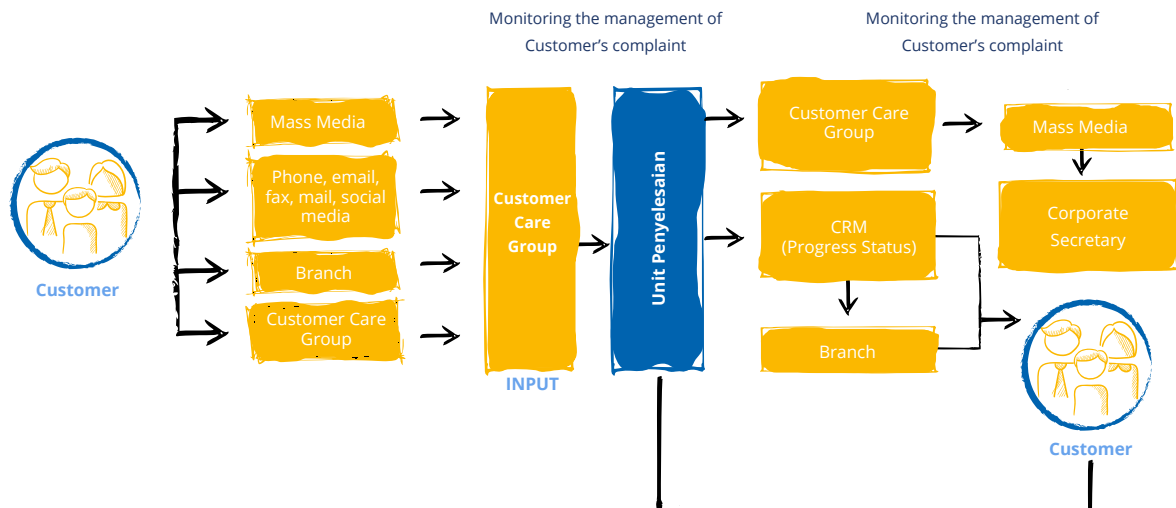 Monitoring the management of
Customer's complaint
Monitoring the management of
Customer's complaint
Customer
Mass Media
Phone, email,
fax, mail, social
media
Branch
Customer Care
Group
Customer
Care
Group
INPUT
Unit Penyelesaian
Customer Care
Group
CRM
(Progress Status)
Branch
Mass Media
Corporate
Secretary
Customer